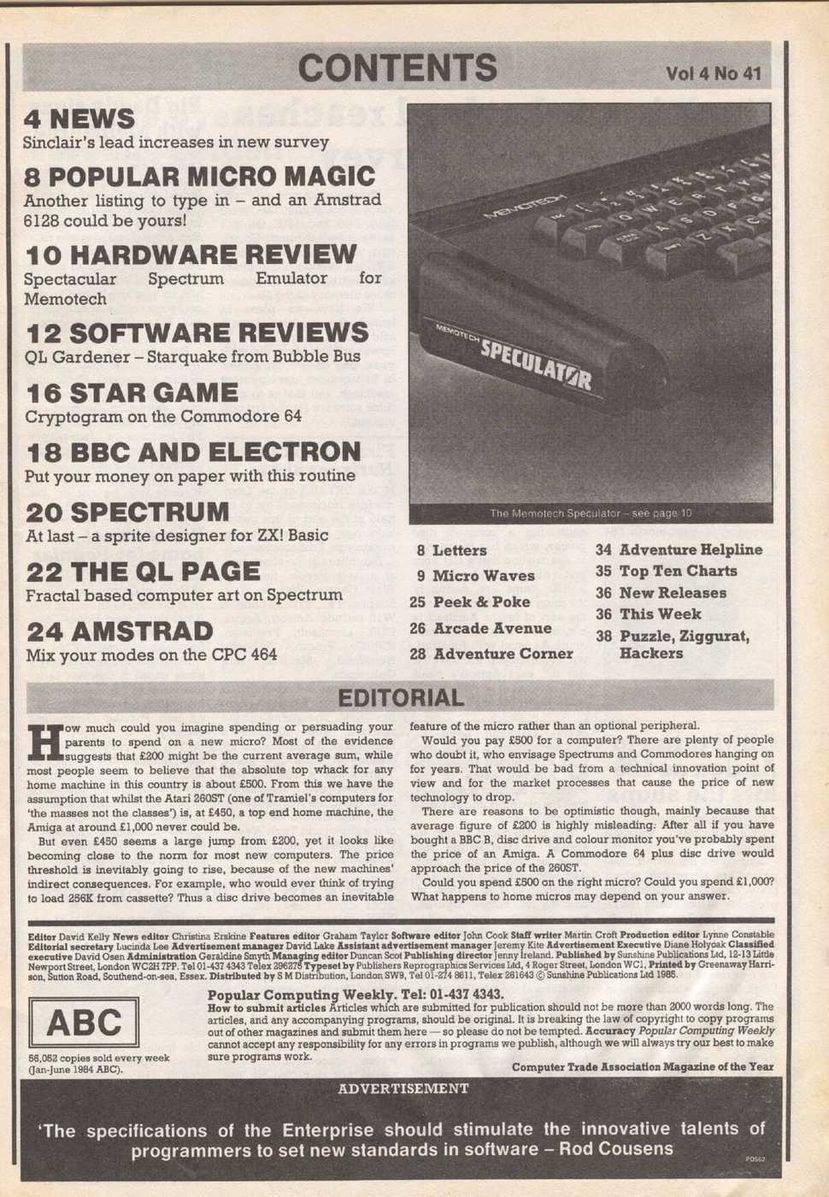 CONTENTS
Vol 4 No 41
4 NEWS
Sinclair's lead increases in new survey
8 POPULAR MICRO MAGIC
Another listing to type in – and an Amstrad
6128 could be yours!
10 HARDWARE REVIEW
Spectacular Spectrum Emulator for
Memotech
12 SOFTWARE REVIEWS
QL Gardener – Starquake from Bubble Bus
16 STAR GAME
Cryptogram on the Commodore 64
18 BBC AND ELECTRON
Put your money on paper with this routine
20 SPECTRUM
At last – a sprite designer for ZX! Basic
22 THE QL PAGE
Fractal based computer art on Spectrum
24 AMSTRAD
Mix your modes on the CPC 464
MEMOTECH
MEMOTECH SPECULATOR
The Memotech Speculator – see page 10
8 Letters
9 Micro Waves
25 Peek & Poke
26 Arcade Avenue
28 Adventure Corner
34 Adventure Helpline
35 Top Ten Charts
36 New Releases
36 This Week
38 Puzzle, Ziggurat,
Hackers
EDITORIAL
How much could you imagine spending or persuading your
parents to spend on a new micro? Most of the evidence
suggests that £200 might be the current average sum, while
most people seem to believe that the absolute top whack for any
home machine in this country is about £500. From this we have the
assumption that whilst the Atari 260ST (one of Tramiel's computers for
'the masses not the classes') is, at £450, a top end home machine, the
Amiga at around £1,000 never could be.
But even £450 seems a large jump from £200, yet it looks like
becoming close to the norm for most new computers. The price
threshold is inevitably going to rise, because of the new machines'
indirect consequences. For example, who would ever think of trying
to load 256K from cassette? Thus a disc drive becomes an inevitable
feature of the micro rather than an optional peripheral.
Would you pay £500 for a computer? There are plenty of people
who doubt it, who envisage Spectrums and Commodores hanging on
for years. That would be bad from a technical innovation point of
view and for the market processes that cause the price of new
technology to drop.
There are reasons to be optimistic though, mainly because that
average figure of £200 is highly misleading. After all if you have
bought a BBC B, disc drive and colour monitor you've probably spent
the price of an Amiga. A Commodore 64 plus disc drive would
approach the price of the 260ST.
Could you spend £500 on the right micro? Could you spend £1,000?
What happens to home micros may depend on your answer.
Editor David Kelly News editor Christina Erskine Features editor Graham Taylor Software editor John Cook Staff writer Martin Croft Production editor Lynne Constable
Editorial secretary Lucinda Lee Advertisement manager David Lake Assistant advertisement manager Jeremy Kite Advertisement Executive Diane Holyoak Classified
executive David Osen Administration Geraldine Smyth Managing editor Duncan Scot Publishing director Jenny Ireland. Published by Sunshine Publications Ltd, 12-13 Little
Newport Street, London WC2H 7PP. Tel 01-437 4343 Telex 296275 Typeset by Publishers Reprographics Services Ltd, 4 Roger Street, London WC1, Printed by Greenaway Harri-
son, Sutton Road, Southend-on-sea, Essex. Distributed by S M Distribution, London SW9, Tel 01-274 8611, Telex 261643 © Sunshine Publications Ltd 1985.
ABC
56,052 copies sold every week
(Jan-June 1984 ABC).
Popular Computing Weekly. Tel: 01-437 4343.
How to submit articles Articles which are submitted for publication should not be more than 2000 words long. The
articles, and any accompanying programs, should be original. It is breaking the law of copyright to copy programs
out of other magazines and submit them here — so please do not be tempted. Accuracy Popular Computing Weekly
cannot accept any responsibility for any errors in programs we publish, although we will always try our best to make
sure programs work.
Computer Trade Association Magazine of the Year
ADVERTISEMENT
'The specifications of the Enterprise should stimulate the innovative talents of
programmers to set new standards in software – Rod Cousens